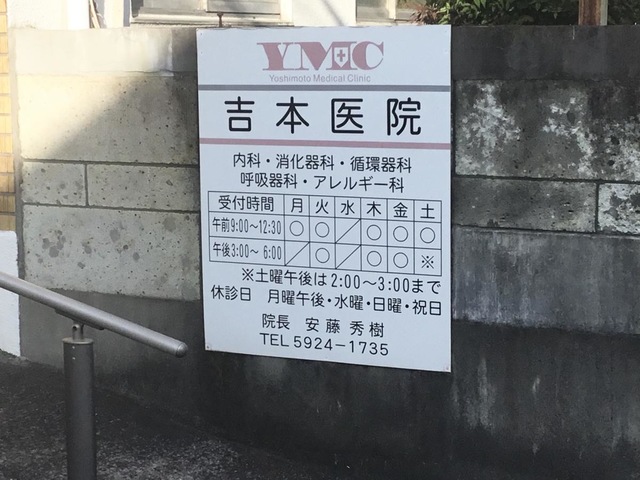 YMC
Yoshimoto Medical Clinic
吉本医院
内科・消化器科・循環器科
呼吸器科・アレルギー科
受付時間 月 火 水 木 金 土
午前9:00〜12:30 ○ ○ ／ ○ ○ ○
午後3:00〜6:00 ／ ○ ／ ○ ○ ※
※土曜午後は2:00〜3:00まで
休診日 月曜午後・水曜・日曜・祝日
院長 安藤秀樹
TEL 5924-1735